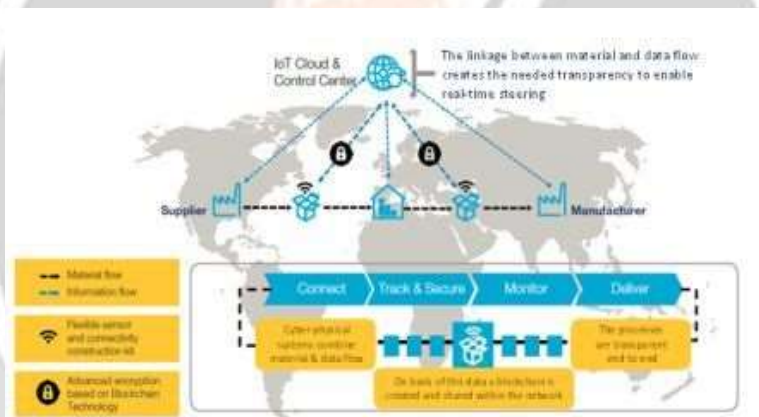 IoT Cloud &
Control Center
The linkage between material and data flow
creates the needed transparency to enable
real-time steering
Supplier
Manufacturer
Material flow
Information flow
Flexible sensor
and connectivity
construction kit
Advanced encryption
based on Blockchain
Technology
Connect
Track & Secure
Monitor
Deliver
Cyber-physical
systems combine
material & data flow
On basis of this data a blockchain is
created and shared within the network
The processes
are transparent
end to end